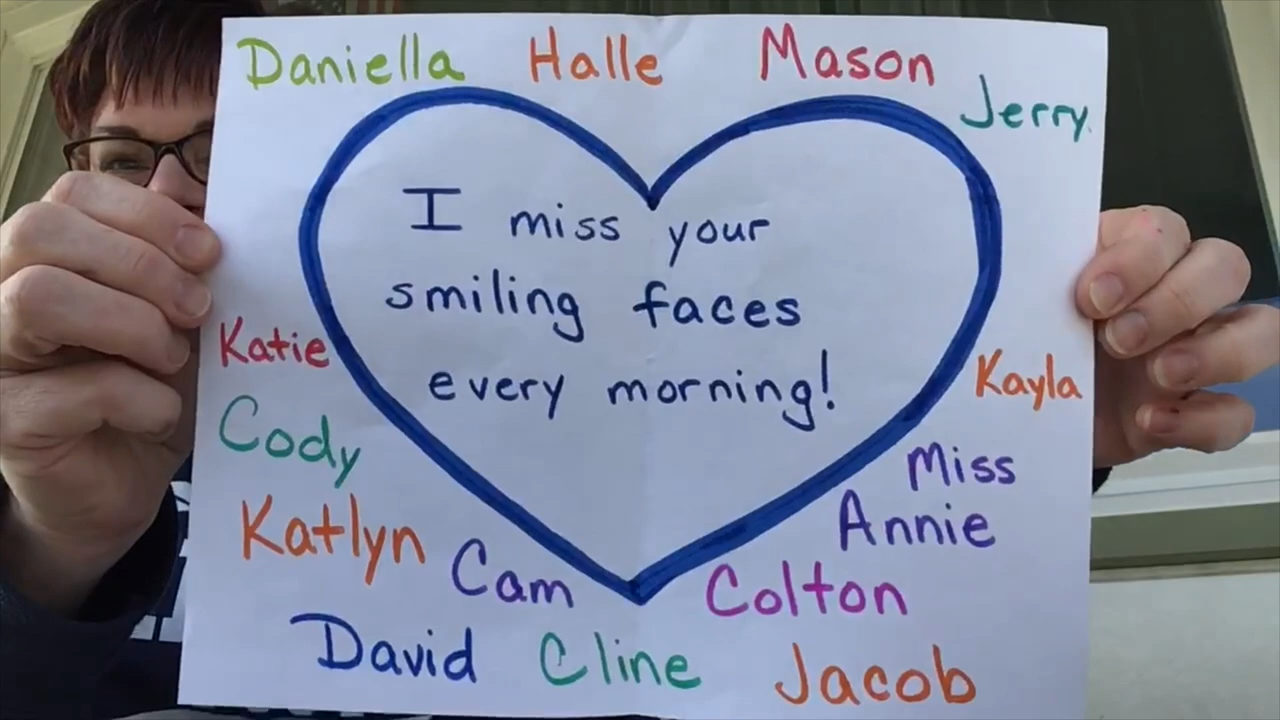 Daniella Halle Mason
Jerry
I miss your
smiling faces
every morning!
Katie
Kayla
Cody
Miss
Annie
Katlyn
Cam
Colton
David Cline Jacob